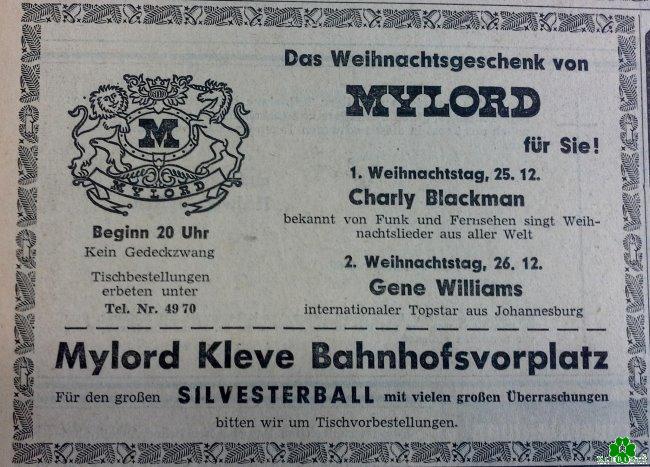 Das Weihnachtsgeschenk von
MYLORD
für Sie!
M
MYLORD
Beginn 20 Uhr
Kein Gedeckzwang
Tischbestellungen
erbeten unter
Tel. Nr. 49 70
1. Weihnachtstag, 25. 12.
Charly Blackman
bekannt von Funk und Fernsehen singt Weih-
nachtslieder aus aller Welt
2. Weihnachtstag, 26. 12.
Gene Williams
internationaler Topstar aus Johannesburg
Mylord Kleve Bahnhofsvorplatz
Für den großen SILVESTERBALL mit vielen großen Überraschungen
bitten wir um Tischvorbestellungen.